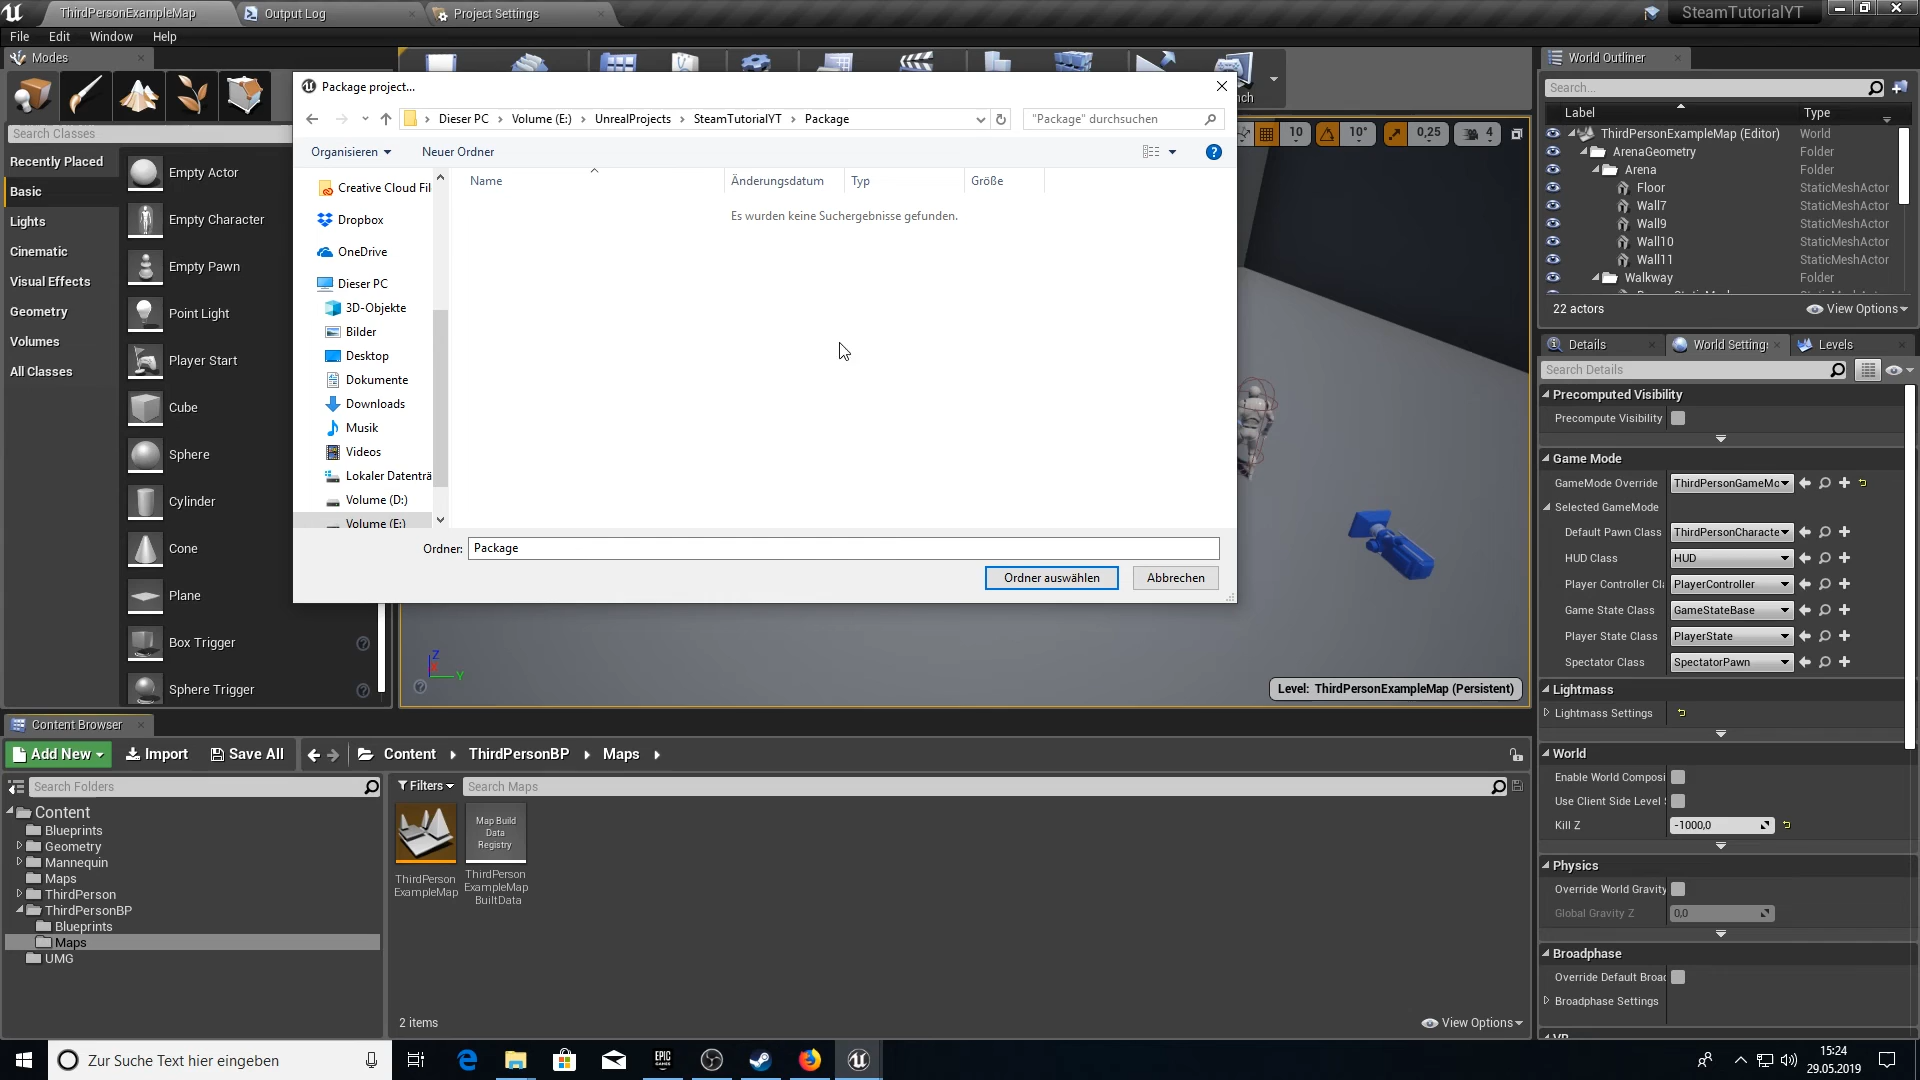 ThirdPersonExampleMap
Output Log
Project Settings
SteamTutorialYT
File
Edit
Window
Help
Modes
Search Classes
Recently Placed
Basic
Lights
Cinematic
Visual Effects
Geometry
Volumes
All Classes
Empty Actor
Empty Character
Empty Pawn
Point Light
Player Start
Cube
Sphere
Cylinder
Cone
Plane
Box Trigger
Sphere Trigger
Package project...
Dieser PC
Volume (E:)
UnrealProjects
SteamTutorialYT
Package
"Package" durchsuchen
Organisieren
Neuer Ordner
Name
Änderungsdatum
Typ
Größe
Es wurden keine Suchergebnisse gefunden.
Creative Cloud Fil
Dropbox
OneDrive
Dieser PC
3D-Objekte
Bilder
Desktop
Dokumente
Downloads
Musik
Videos
Lokaler Datenträ
Volume (D:)
Volume (E:)
Ordner:
Package
Ordner auswählen
Abbrechen
10
10°
0,25
4
Z
Y
Level: ThirdPersonExampleMap (Persistent)
World Outliner
Search...
Label
Type
ThirdPersonExampleMap (Editor)
World
ArenaGeometry
Folder
Arena
Folder
Floor
StaticMeshActor
Wall7
StaticMeshActor
Wall9
StaticMeshActor
Wall10
StaticMeshActor
Wall11
StaticMeshActor
Walkway
Folder
22 actors
View Options
Details
World Settings
Levels
Search Details
Precomputed Visibility
Precompute Visibility
Game Mode
GameMode Override
ThirdPersonGameMo
Selected GameMode
Default Pawn Class
ThirdPersonCharacte
HUD Class
HUD
Player Controller Cl
PlayerController
Game State Class
GameStateBase
Player State Class
PlayerState
Spectator Class
SpectatorPawn
Lightmass
Lightmass Settings
World
Enable World Composi
Use Client Side Level
Kill Z
-1000,0
Physics
Override World Gravity
Global Gravity Z
0,0
Broadphase
Override Default Broad
Broadphase Settings
VR
Content Browser
Add New
Import
Save All
Content
ThirdPersonBP
Maps
Search Folders
Filters
Search Maps
Content
Blueprints
Geometry
Mannequin
Maps
ThirdPerson
ThirdPersonBP
Blueprints
Maps
UMG
Map Build
Data
Registry
ThirdPerson
ExampleMap
ThirdPerson
ExampleMap
BuiltData
2 items
View Options
Zur Suche Text hier eingeben
EPIC
GAMES
15:24
29.05.2019